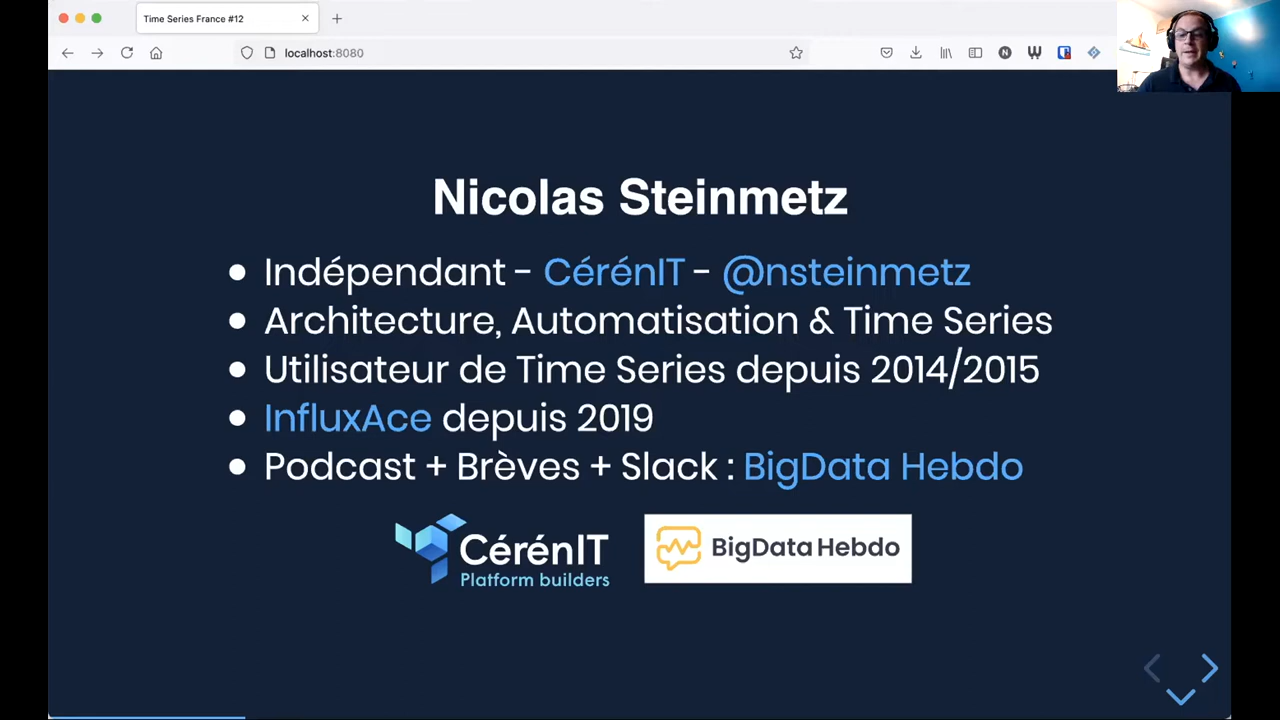 Time Series France #12
localhost:8080
Nicolas Steinmetz
Indépendant - CérénIT - @nsteinmetz
Architecture, Automatisation & Time Series
Utilisateur de Time Series depuis 2014/2015
InfluxAce depuis 2019
Podcast + Brèves + Slack : BigData Hebdo
CérénIT
Platform builders
BigData Hebdo